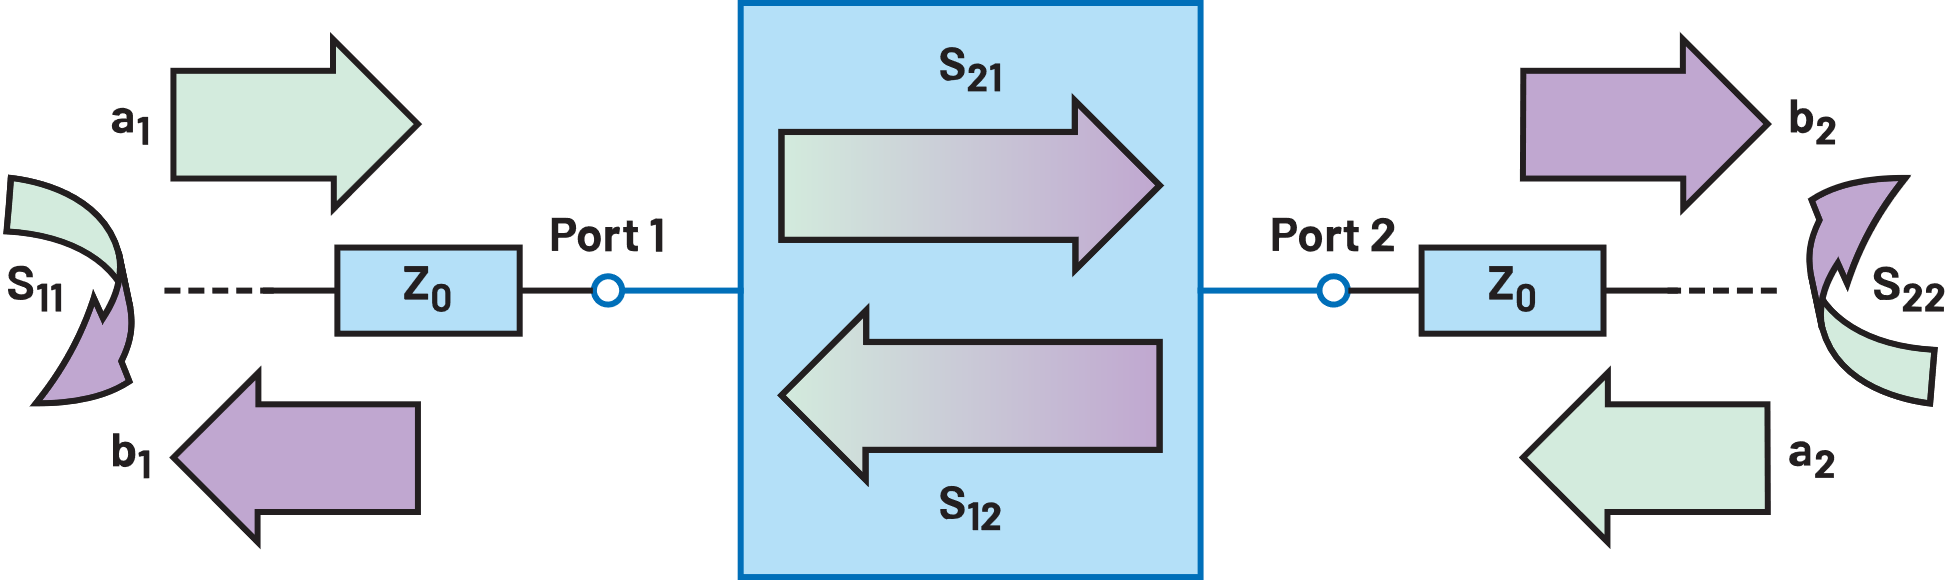 S₂₁
a₁
b₂
Port 1
Port 2
S₁₁
Z₀
Z₀
S₂₂
b₁
a₂
S₁₂